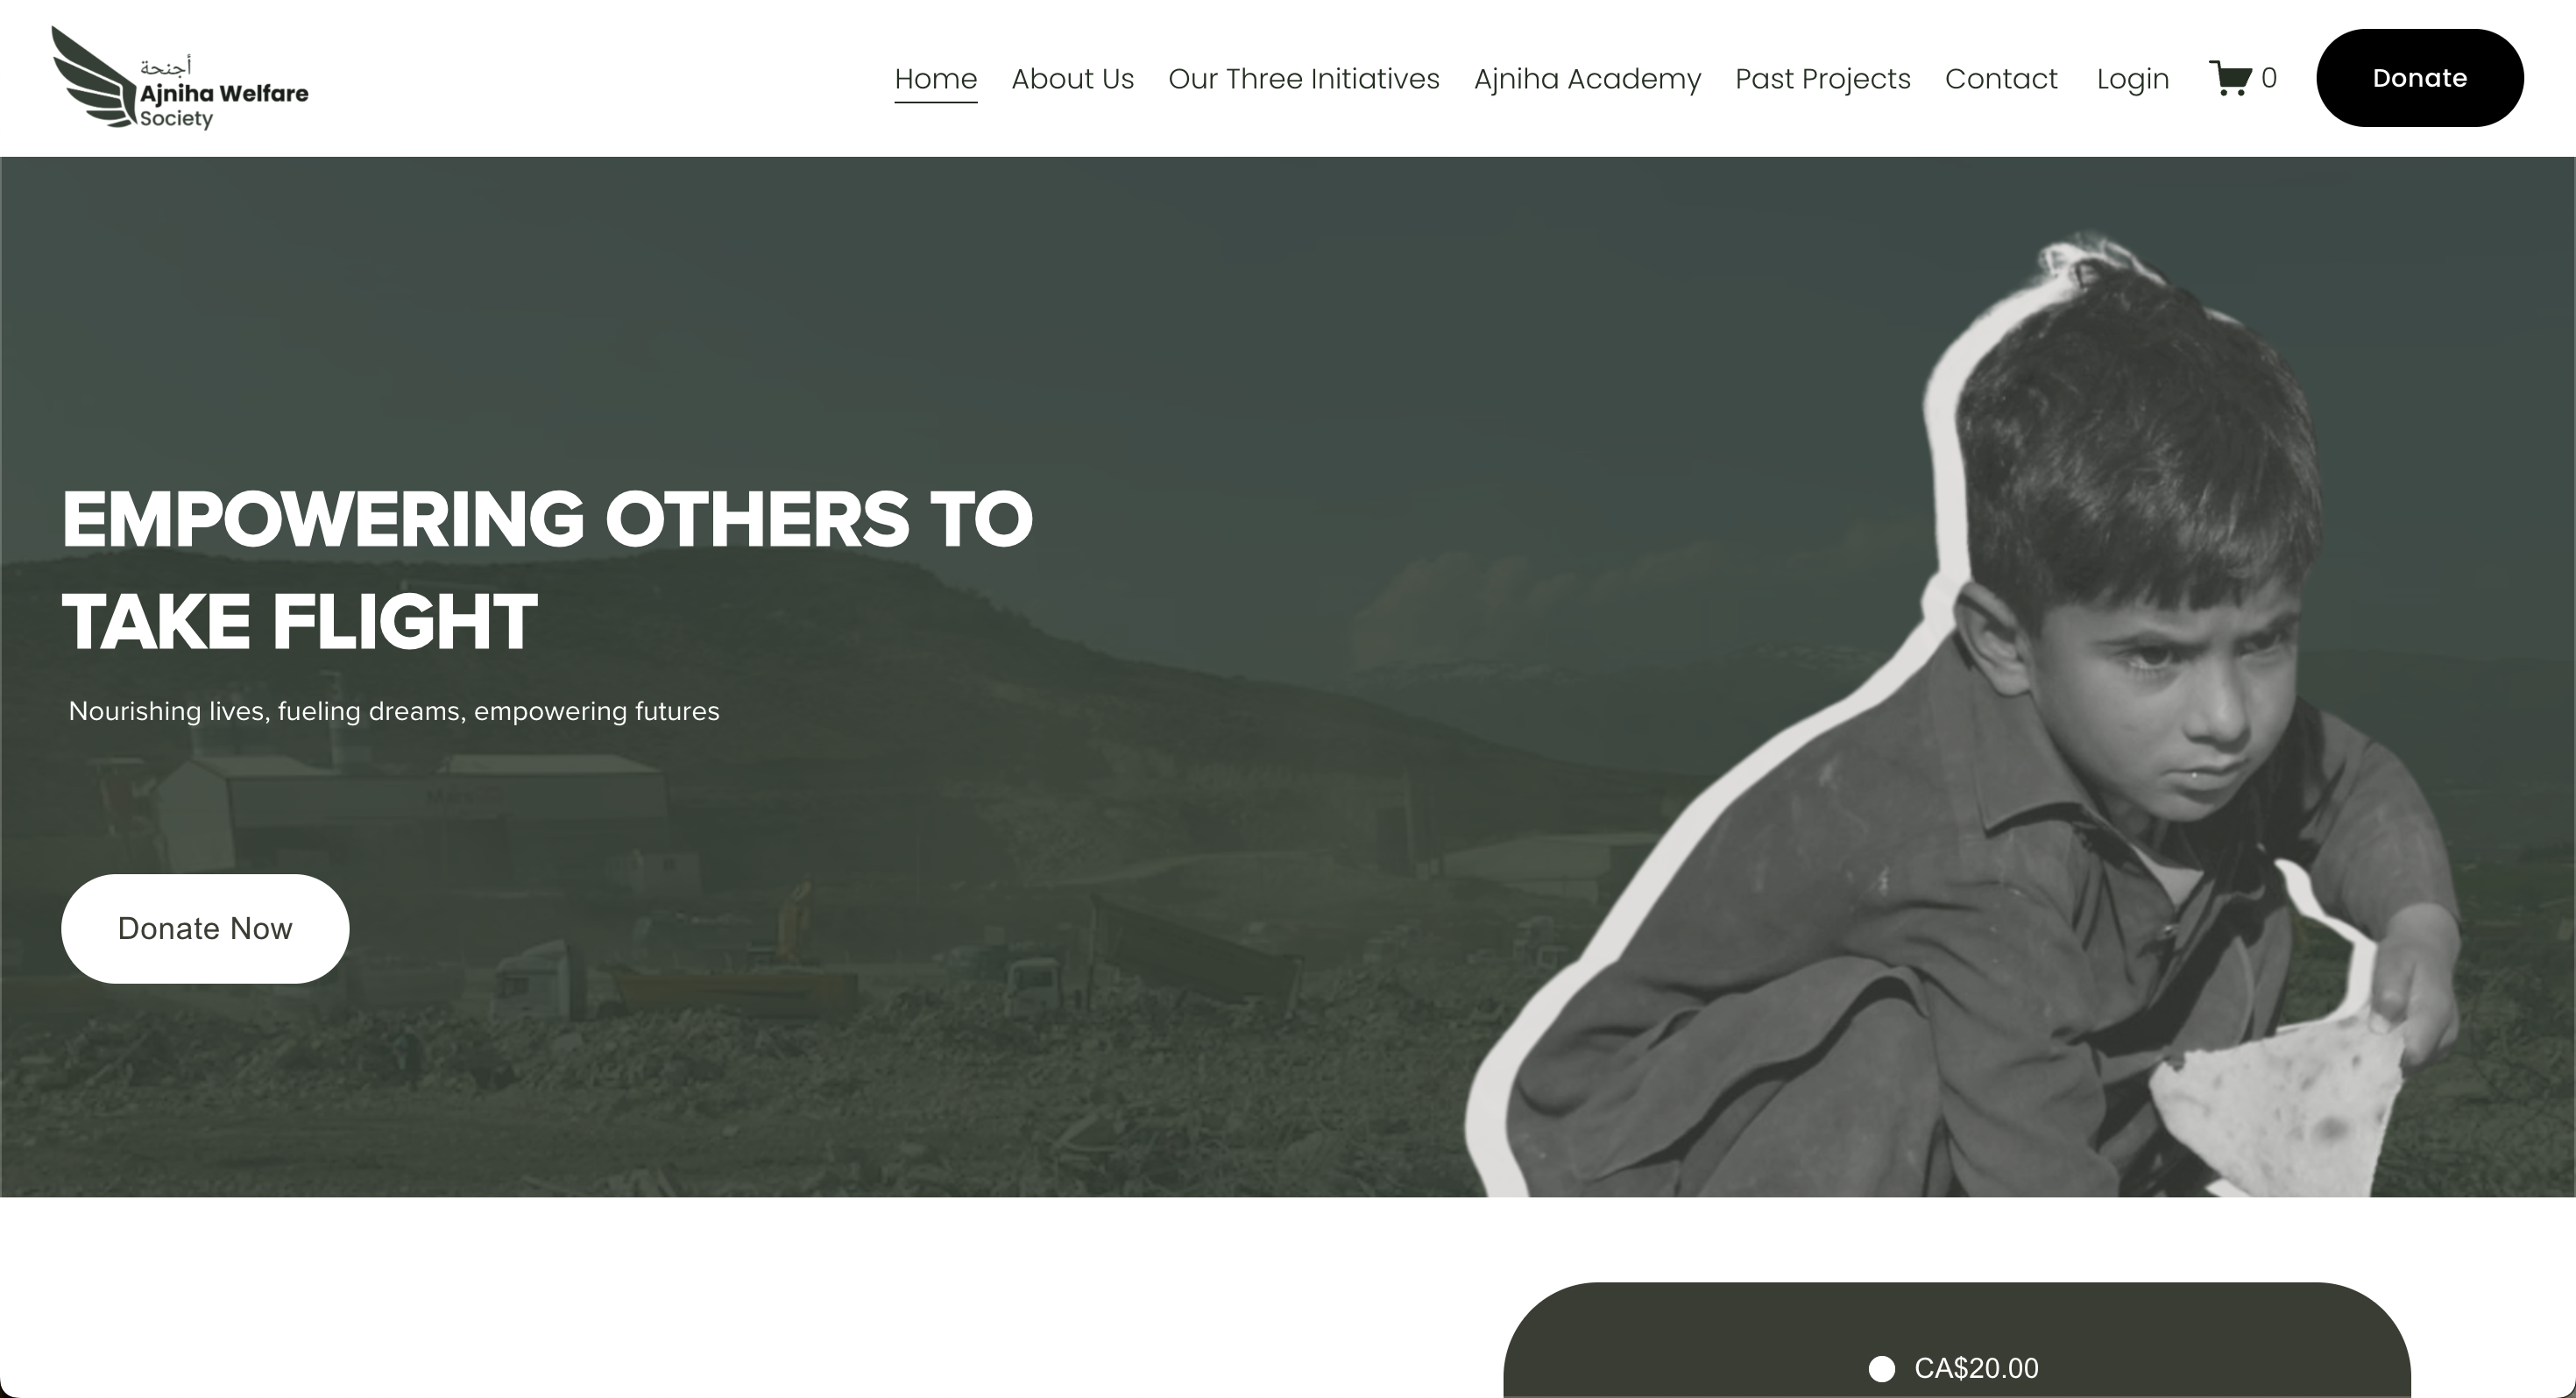 أجنحة
Ajniha Welfare
Society
Home About Us Our Three Initiatives Ajniha Academy Past Projects Contact Login 0 Donate
EMPOWERING OTHERS TO
TAKE FLIGHT
Nourishing lives, fueling dreams, empowering futures
Donate Now
CA$20.00